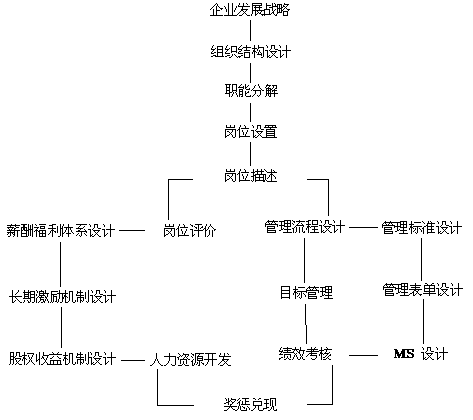 企业发展战略
组织结构设计
职能分解
岗位设置
岗位描述
薪酬福利体系设计
岗位评价
管理流程设计
管理标准设计
长期激励机制设计
目标管理
管理表单设计
股权收益机制设计
人力资源开发
绩效考核
MS 设计
奖惩兑现